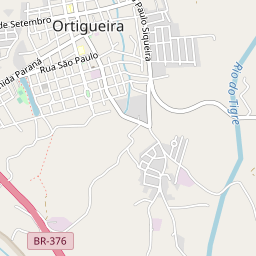 de Setembro
Ortigueira
Paulo Siqueira
Rua São Paulo
nida Paraná
Rio do Tigre
BR-376